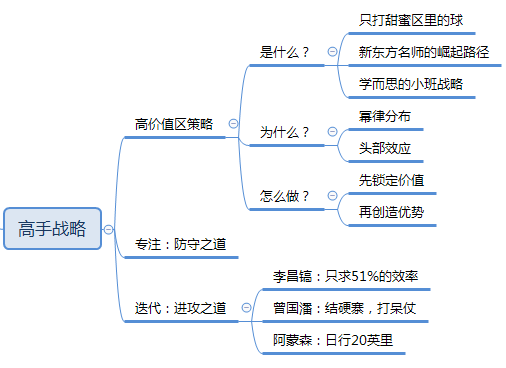 高手战略
高价值区策略
是什么？
只打甜蜜区里的球
新东方名师的崛起路径
学而思的小班战略
为什么？
幂律分布
头部效应
怎么做？
先锁定价值
再创造优势
专注：防守之道
迭代：进攻之道
李昌镐：只求51%的效率
曾国潘：结硬寨，打呆仗
阿蒙森：日行20英里